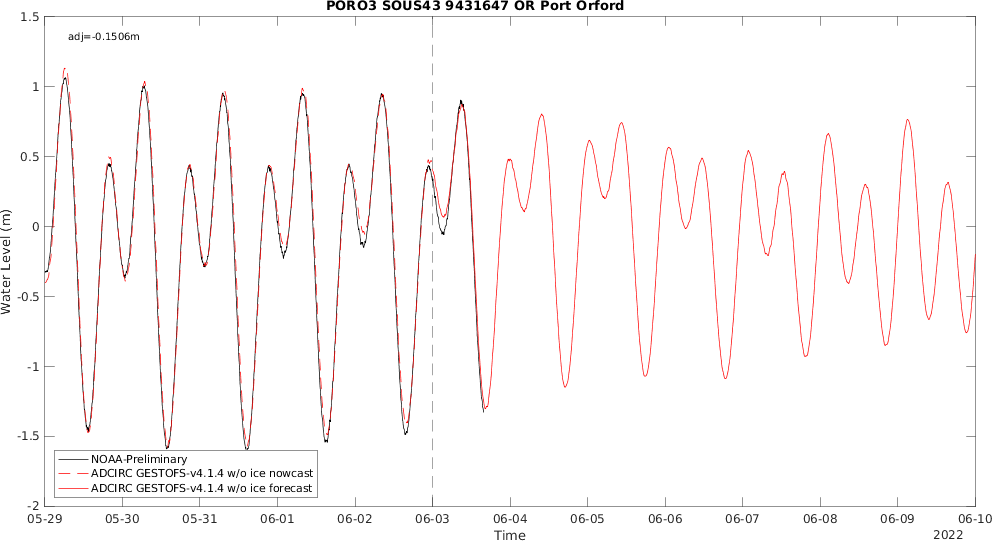 PORO3 SOUS43 9431647 OR Port Orford
adj=-0.1506m
1.5
1
0.5
0
-0.5
-1
-1.5
-2
Water Level (m)
NOAA-Preliminary
ADCIRC GESTOFS-v4.1.4 w/o ice nowcast
ADCIRC GESTOFS-v4.1.4 w/o ice forecast
05-29 05-30 05-31 06-01 06-02 06-03 06-04 06-05 06-06 06-07 06-08 06-09 06-10
Time
2022